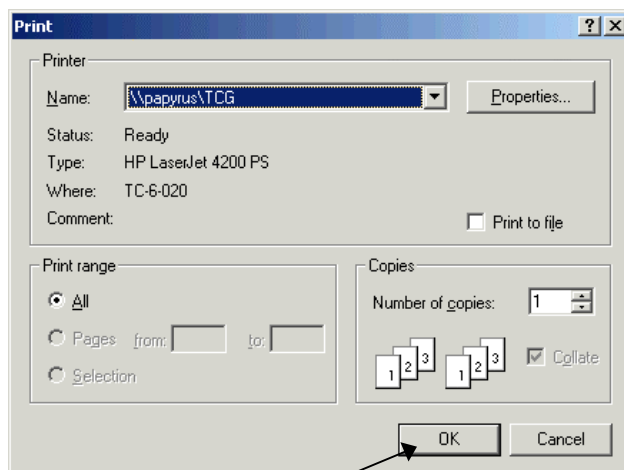 Print
Printer
Name: \\papyrus\TCG Properties...
Status: Ready
Type: HP LaserJet 4200 PS
Where: TC-6-020
Comment: Print to file
Print range
All
Pages from: to:
Selection
Copies
Number of copies: 1
1 2 3 1 2 3 Collate
OK Cancel